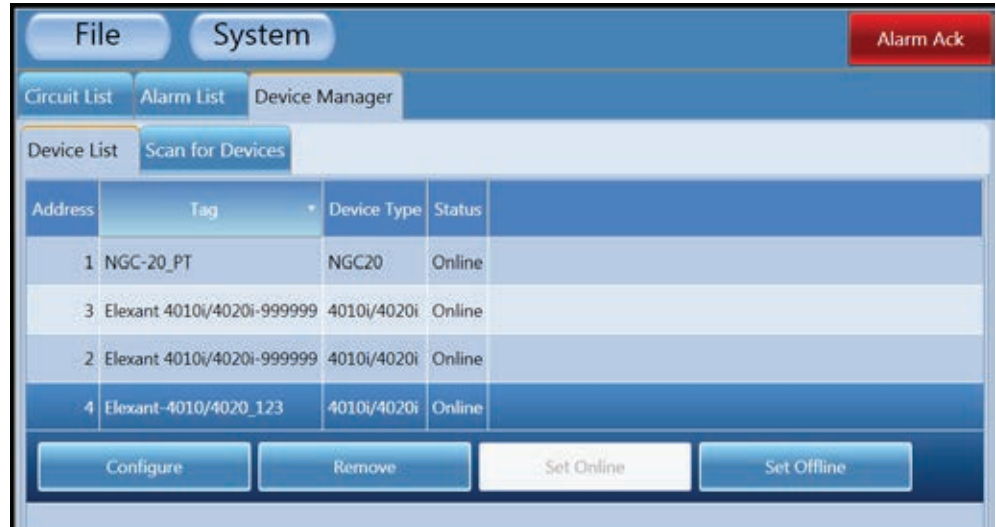 File System Alarm Ack
Circuit List Alarm List Device Manager
Device List Scan for Devices
Address Tag Device Type Status
1 NGC-20_PT NGC20 Online
3 Elexant 4010i/4020i-999999 4010i/4020i Online
2 Elexant 4010i/4020i-999999 4010i/4020i Online
4 Elexant-4010/4020_123 4010i/4020i Online
Configure Remove Set Online Set Offline